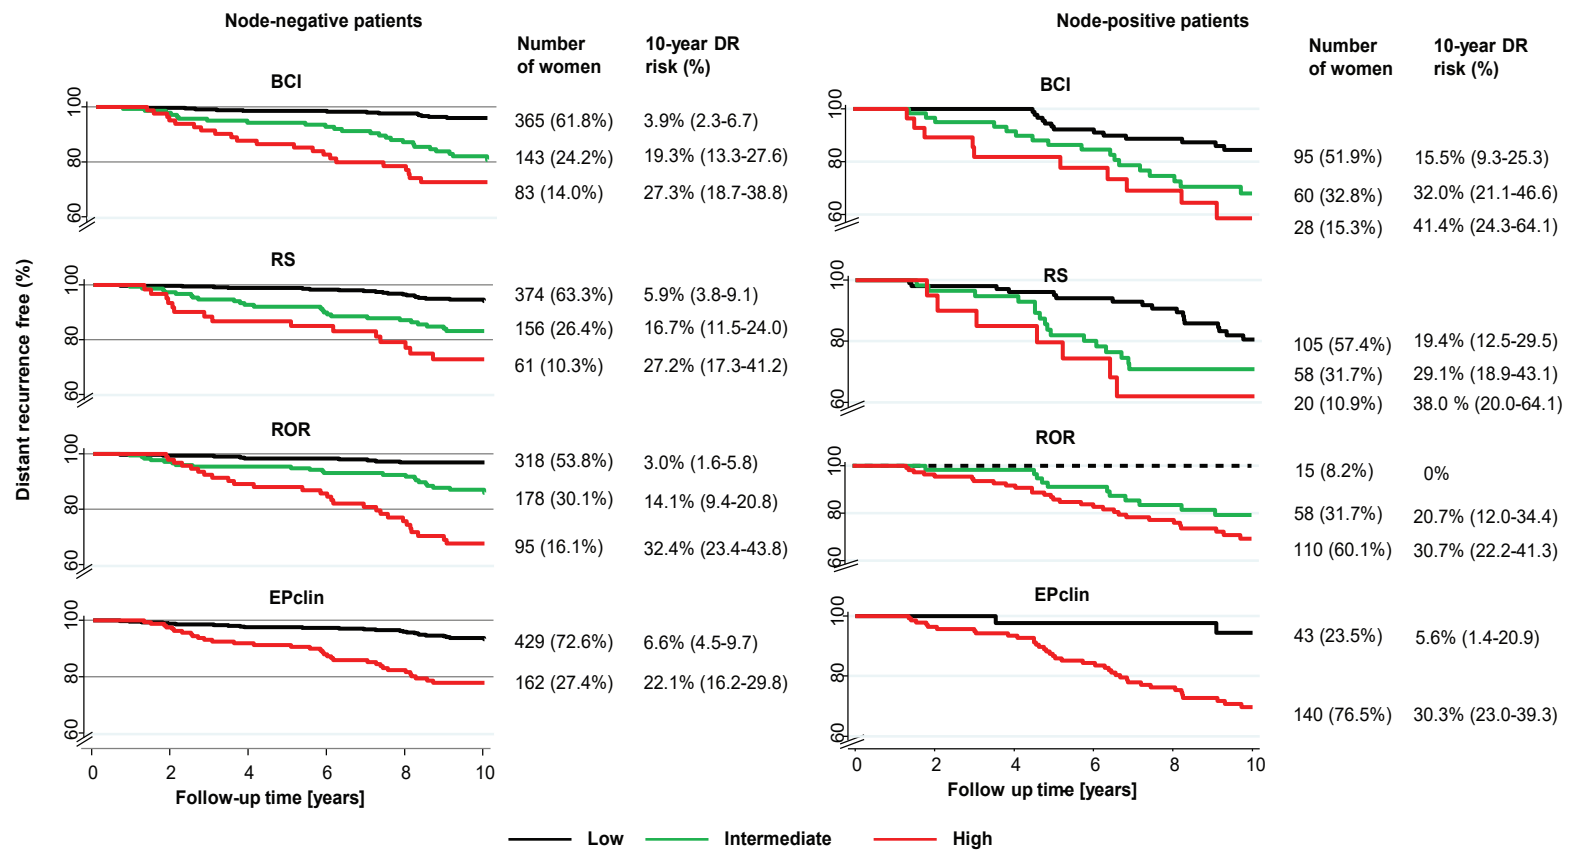 Node-negative patients
Number of women
10-year DR risk (%)
BCI
100
80
60
365 (61.8%) 3.9% (2.3-6.7)
143 (24.2%) 19.3% (13.3-27.6)
83 (14.0%) 27.3% (18.7-38.8)
RS
100
80
60
374 (63.3%) 5.9% (3.8-9.1)
156 (26.4%) 16.7% (11.5-24.0)
61 (10.3%) 27.2% (17.3-41.2)
ROR
100
80
60
318 (53.8%) 3.0% (1.6-5.8)
178 (30.1%) 14.1% (9.4-20.8)
95 (16.1%) 32.4% (23.4-43.8)
EPclin
100
80
60
429 (72.6%) 6.6% (4.5-9.7)
162 (27.4%) 22.1% (16.2-29.8)
0 2 4 6 8 10
Follow-up time [years]
Distant recurrence free (%)
Node-positive patients
Number of women
10-year DR risk (%)
BCI
100
80
60
95 (51.9%) 15.5% (9.3-25.3)
60 (32.8%) 32.0% (21.1-46.6)
28 (15.3%) 41.4% (24.3-64.1)
RS
100
80
60
105 (57.4%) 19.4% (12.5-29.5)
58 (31.7%) 29.1% (18.9-43.1)
20 (10.9%) 38.0 % (20.0-64.1)
ROR
100
80
60
15 (8.2%) 0%
58 (31.7%) 20.7% (12.0-34.4)
110 (60.1%) 30.7% (22.2-41.3)
EPclin
100
80
60
43 (23.5%) 5.6% (1.4-20.9)
140 (76.5%) 30.3% (23.0-39.3)
0 2 4 6 8 10
Follow up time [years]
Low Intermediate High